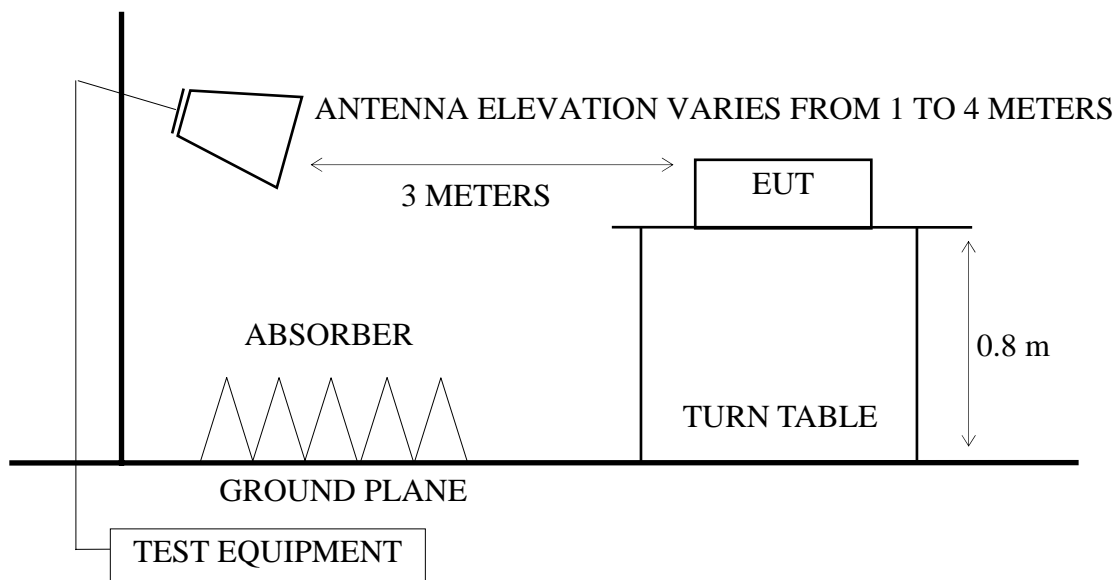 ANTENNA ELEVATION VARIES FROM 1 TO 4 METERS
3 METERS
EUT
ABSORBER
0.8 m
TURN TABLE
GROUND PLANE
TEST EQUIPMENT